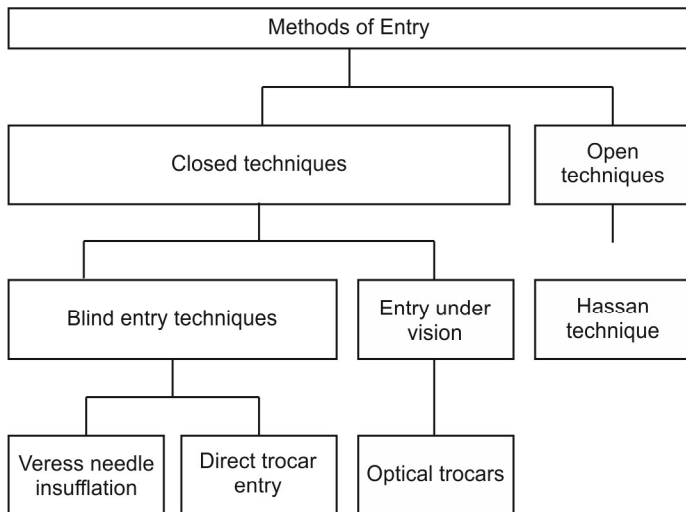 Methods of Entry
Closed techniques
Open
techniques
Blind entry techniques
Entry under
vision
Hassan
technique
Veress needle
insufflation
Direct trocar
entry
Optical trocars